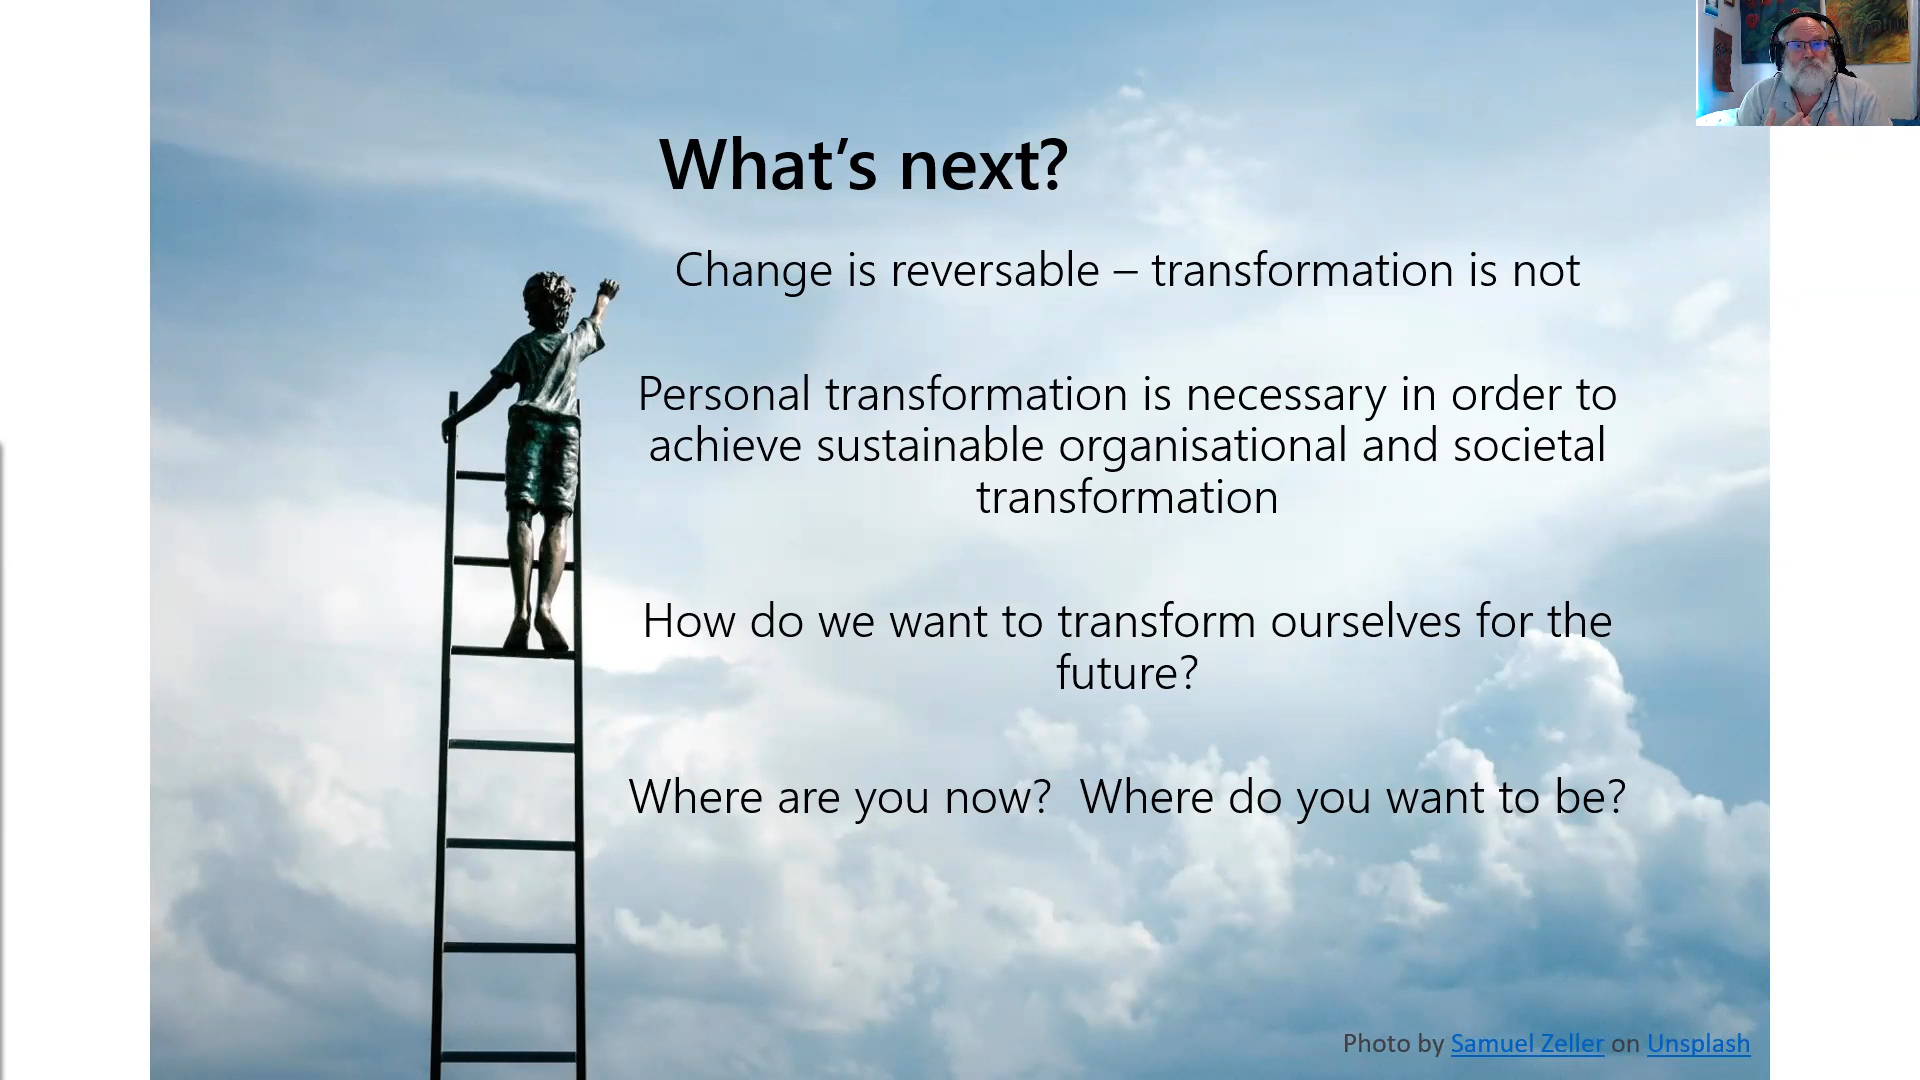 What’s next?
Change is reversable – transformation is not
Personal transformation is necessary in order to
achieve sustainable organisational and societal
transformation
How do we want to transform ourselves for the
future?
Where are you now?  Where do you want to be?
Photo by Samuel Zeller on Unsplash